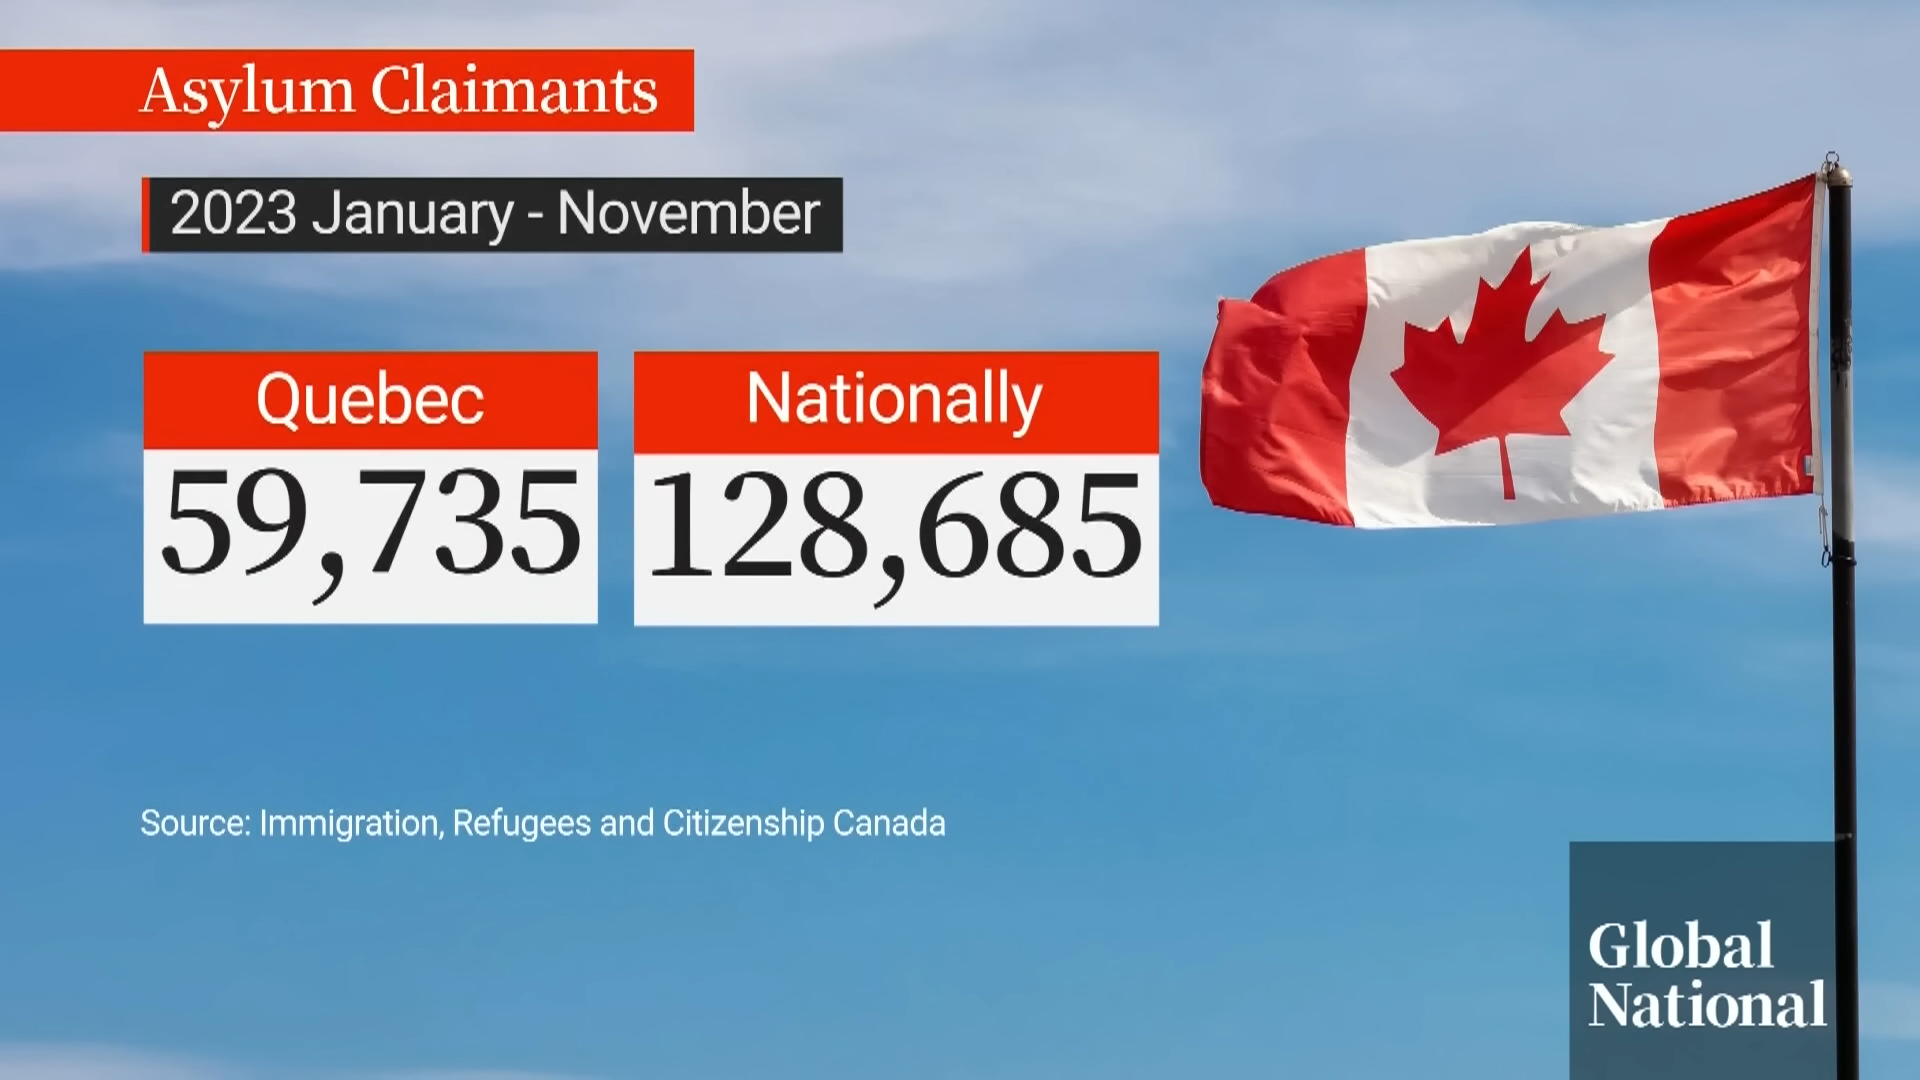 Asylum Claimants
2023 January - November
Quebec
59,735
Nationally
128,685
Source: Immigration, Refugees and Citizenship Canada
Global
National